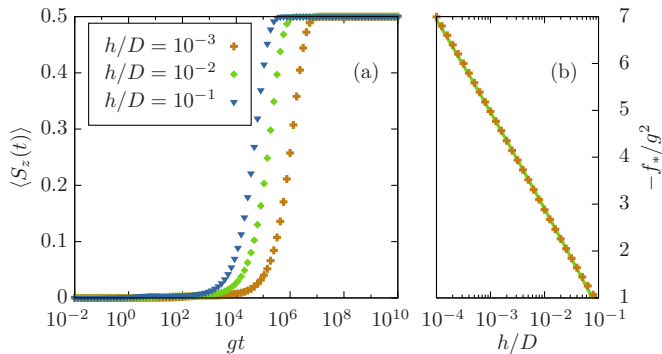 0.5
0.4
0.3
0.2
0.1
0
⟨S_z(t)⟩
h/D = 10^{-3}
h/D = 10^{-2}
h/D = 10^{-1}
(a)
10^{-2} 10^0 10^2 10^4 10^6 10^8 10^{10}
gt
(b)
7
6
5
4
3
2
1
-f_*/g^2
10^{-4} 10^{-3} 10^{-2} 10^{-1}
h/D